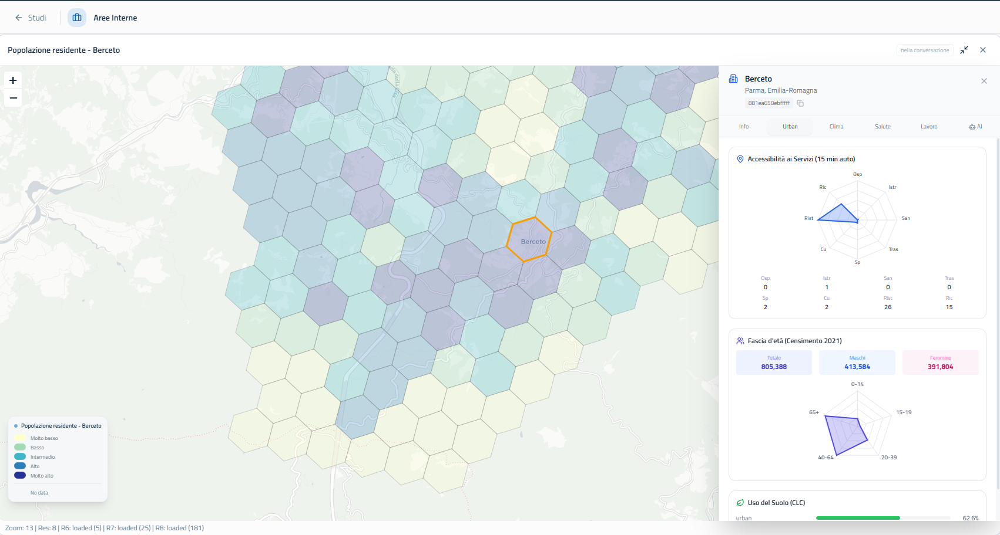 Studi
Aree Interne
Popolazione residente - Berceto
nella conversazione
+
−
Berceto
Parma, Emilia-Romagna
881ea650ebfffff
Info Urban Clima Salute Lavoro AI
Accessibilità ai Servizi (15 min auto)
Osp
Ric Istr
Rist San
Cu Tras
Sp
Osp Istr San Tras
0 1 0 0
Sp Cu Rist Ric
2 2 26 15
Fascia d'età (Censimento 2021)
Totale Maschi Femmine
805,388 413,584 391,804
0-14
65+ 15-19
40-64 20-39
Uso del Suolo (CLC)
urban 62.6%
Berceto
Popolazione residente - Berceto
Molto basso
Basso
Intermedio
Alto
Molto alto
No data
Zoom: 13 | Res: 8 | R6: loaded (5) | R7: loaded (25) | R8: loaded (181)